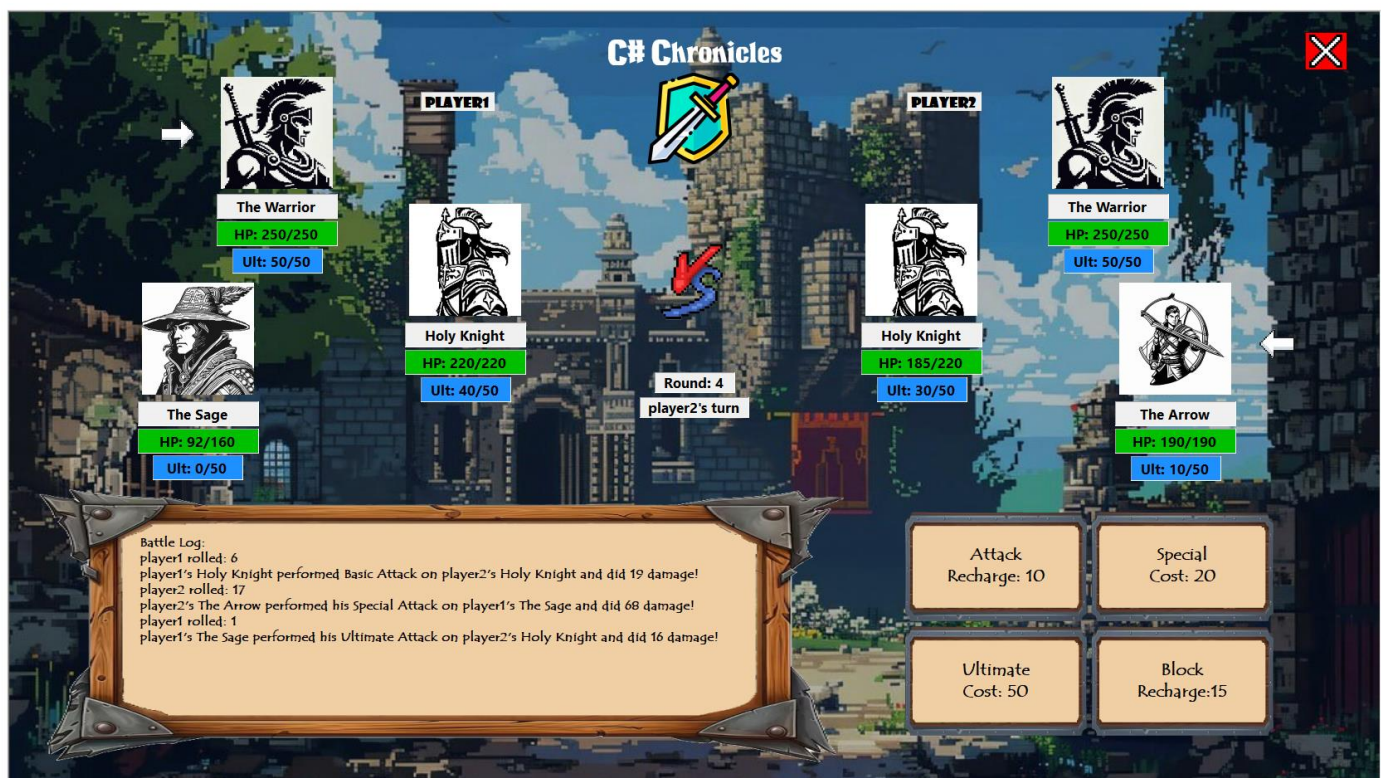 C# Chronicles
PLAYER1
PLAYER2
The Warrior
HP: 250/250
Ult: 50/50
The Warrior
HP: 250/250
Ult: 50/50
Holy Knight
HP: 220/220
Ult: 40/50
VS
Holy Knight
HP: 185/220
Ult: 30/50
Round: 4
player2's turn
The Sage
HP: 92/160
Ult: 0/50
The Arrow
HP: 190/190
Ult: 10/50
Battle Log:
player1 rolled: 6
player1's Holy Knight performed Basic Attack on player2's Holy Knight and did 19 damage!
player2 rolled: 17
player2's The Arrow performed his Special Attack on player1's The Sage and did 68 damage!
player1 rolled: 1
player1's The Sage performed his Ultimate Attack on player2's Holy Knight and did 16 damage!
Attack
Recharge: 10
Special
Cost: 20
Ultimate
Cost: 50
Block
Recharge:15